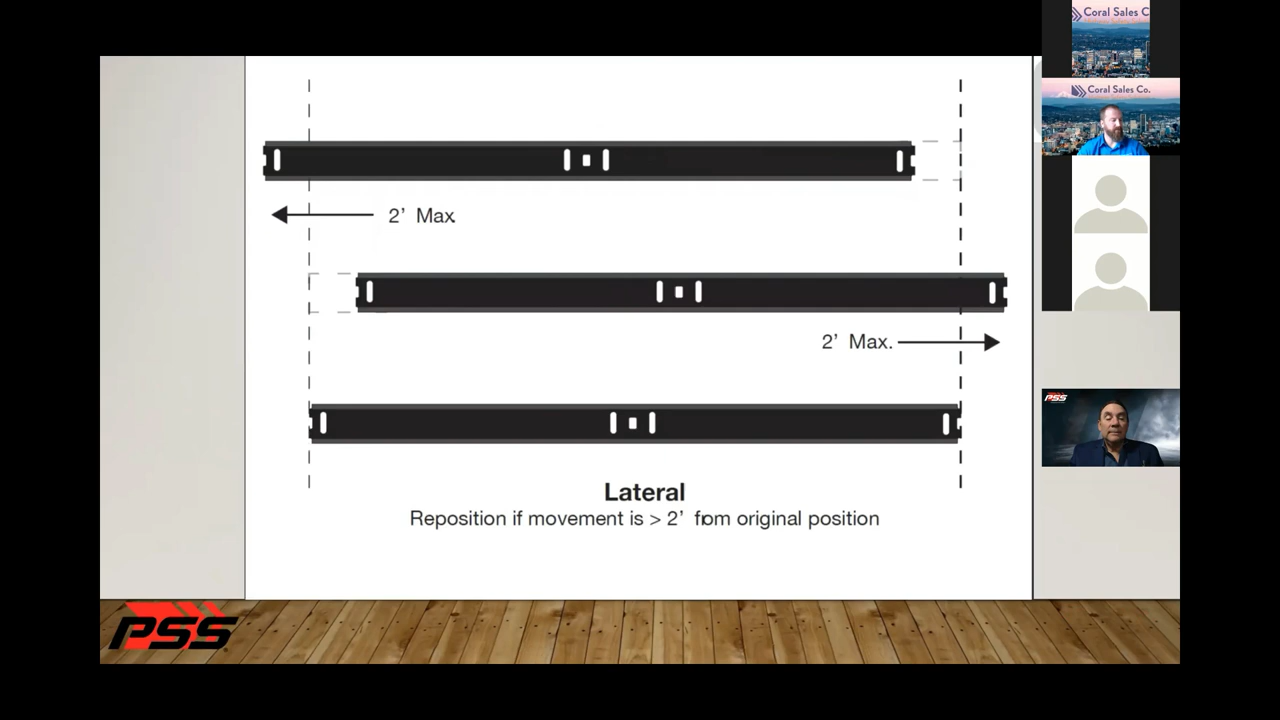 Coral Sales C
Coral Sales Co.
2’ Max.
2’ Max.
PSS
Lateral
Reposition if movement is > 2’ from original position
PSS